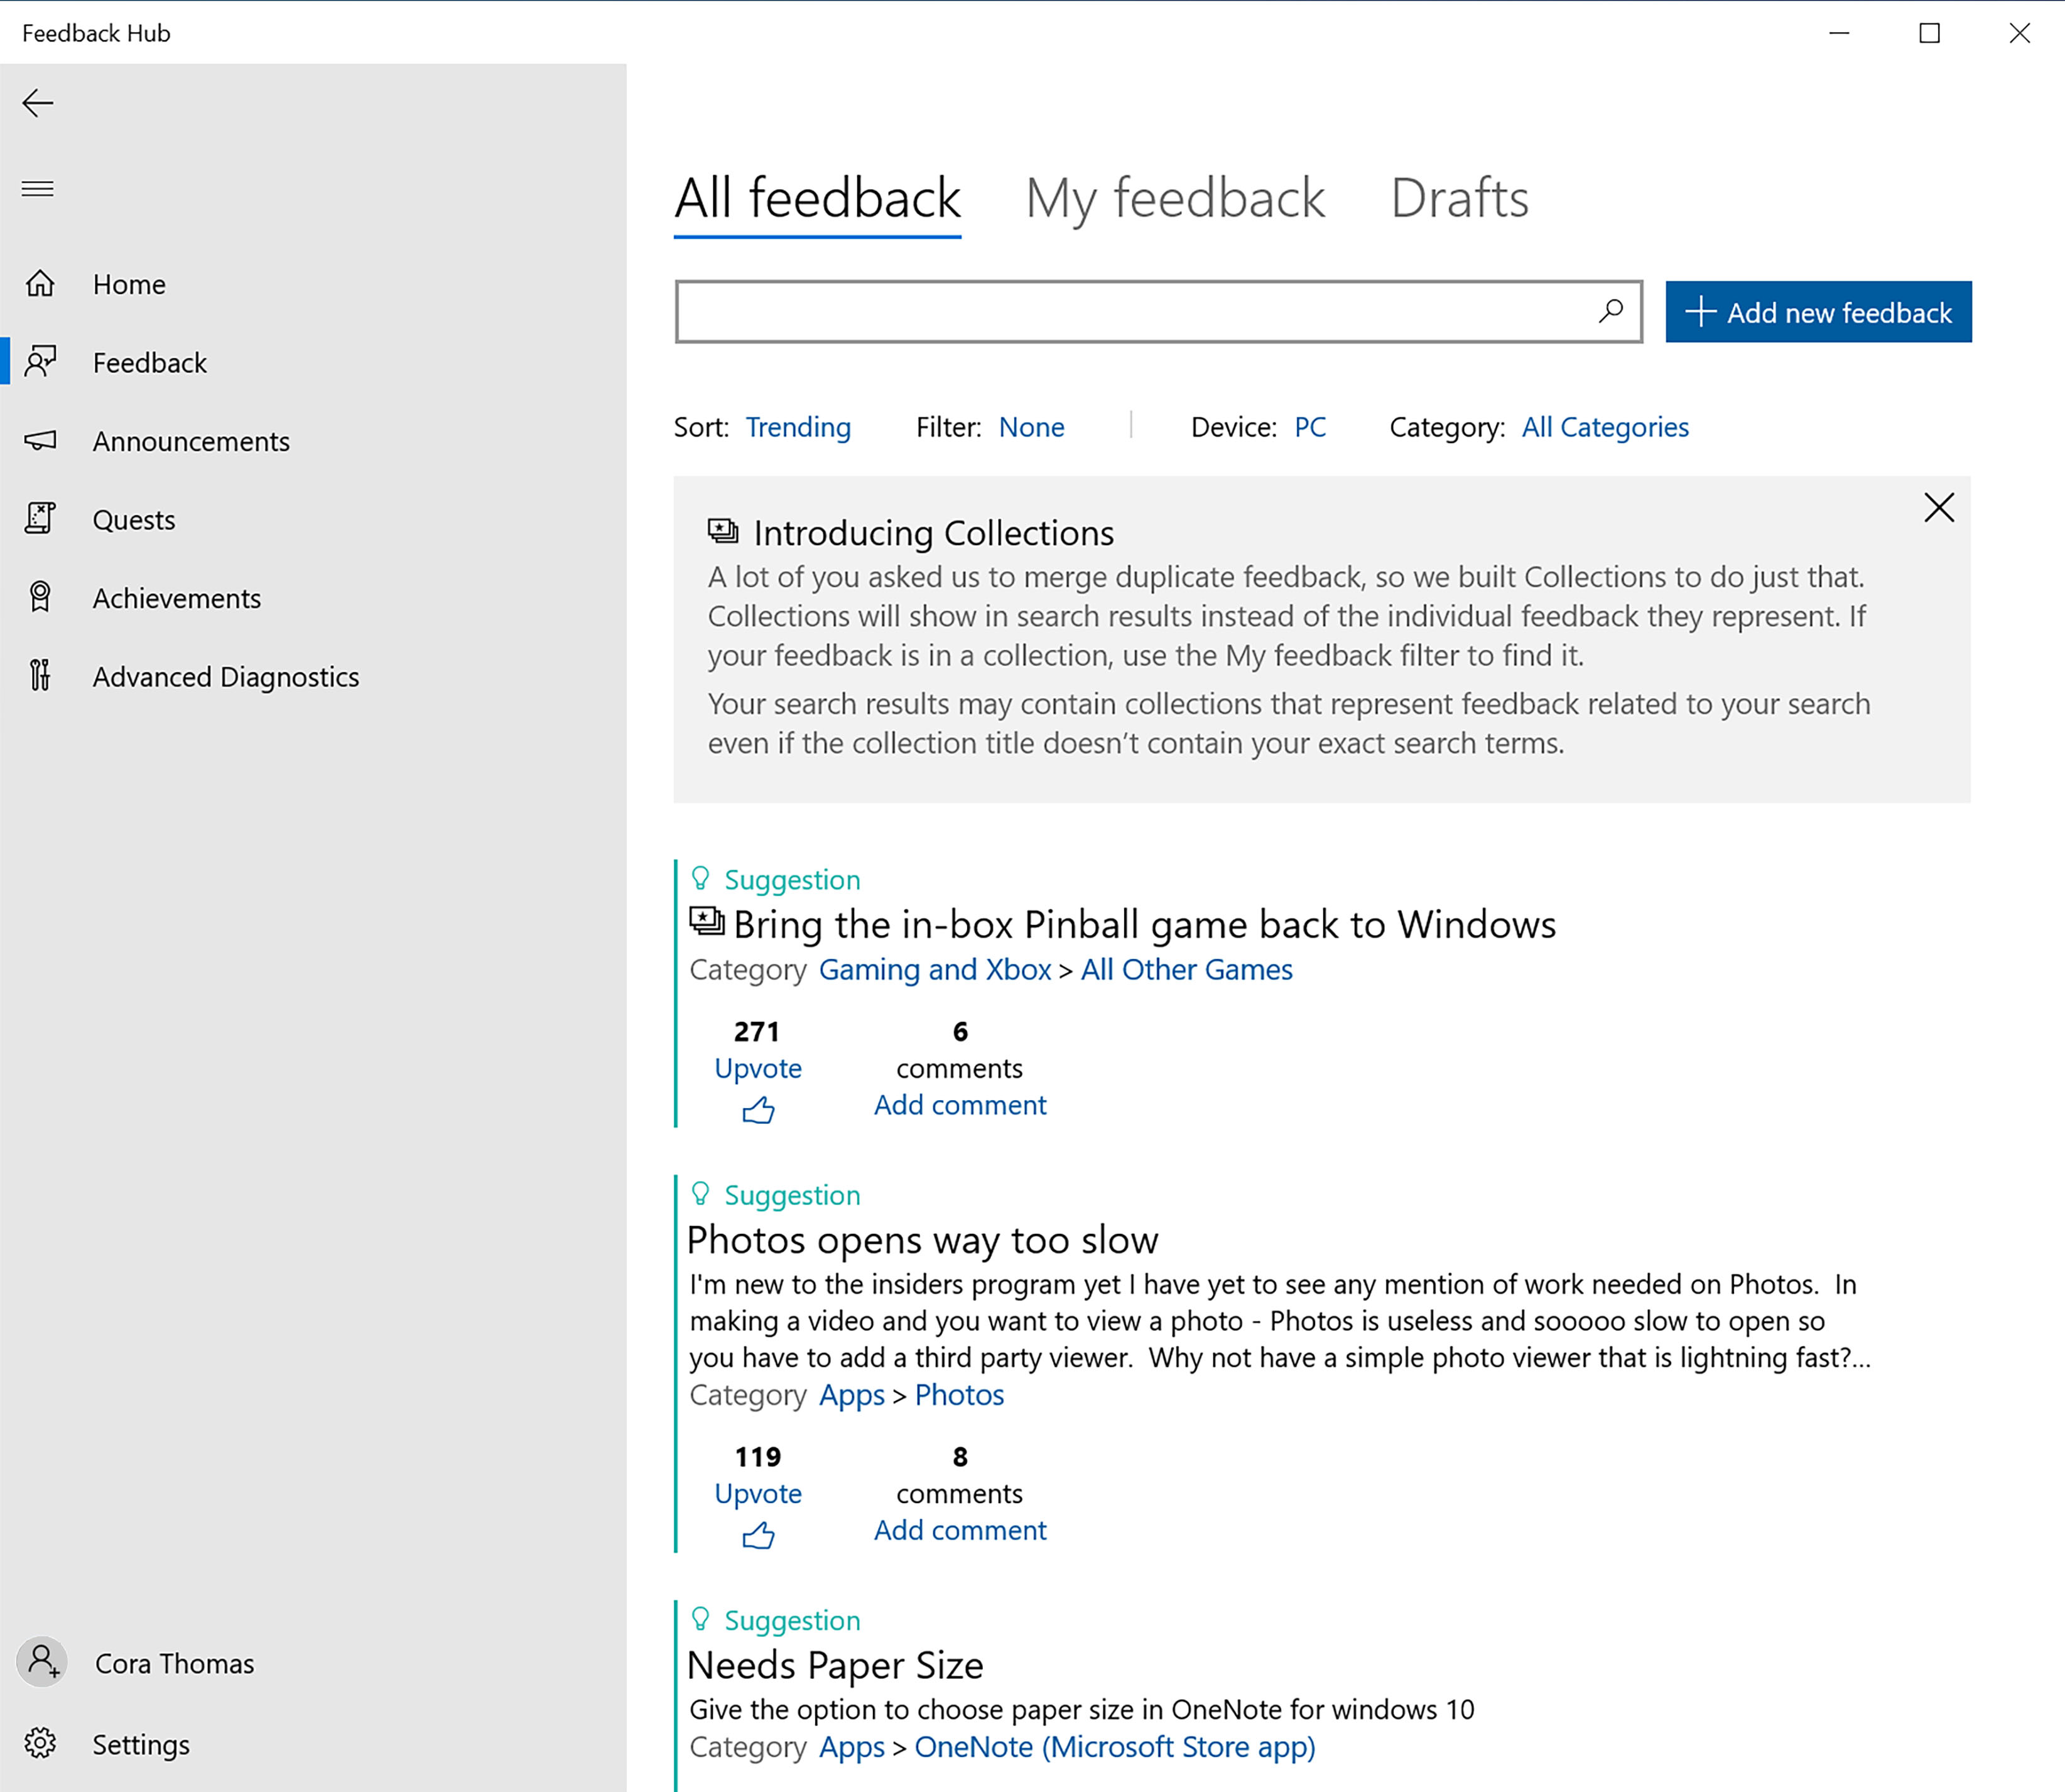 Feedback Hub
Home
Feedback
Announcements
Quests
Achievements
Advanced Diagnostics
Cora Thomas
Settings
All feedback My feedback Drafts
Add new feedback
Sort: Trending Filter: None Device: PC Category: All Categories
Introducing Collections
A lot of you asked us to merge duplicate feedback, so we built Collections to do just that.
Collections will show in search results instead of the individual feedback they represent. If
your feedback is in a collection, use the My feedback filter to find it.
Your search results may contain collections that represent feedback related to your search
even if the collection title doesn’t contain your exact search terms.
Suggestion
Bring the in-box Pinball game back to Windows
Category Gaming and Xbox > All Other Games
271 6
Upvote comments
Add comment
Suggestion
Photos opens way too slow
I'm new to the insiders program yet I have yet to see any mention of work needed on Photos. In
making a video and you want to view a photo - Photos is useless and sooooo slow to open so
you have to add a third party viewer. Why not have a simple photo viewer that is lightning fast?...
Category Apps > Photos
119 8
Upvote comments
Add comment
Suggestion
Needs Paper Size
Give the option to choose paper size in OneNote for windows 10
Category Apps > OneNote (Microsoft Store app)